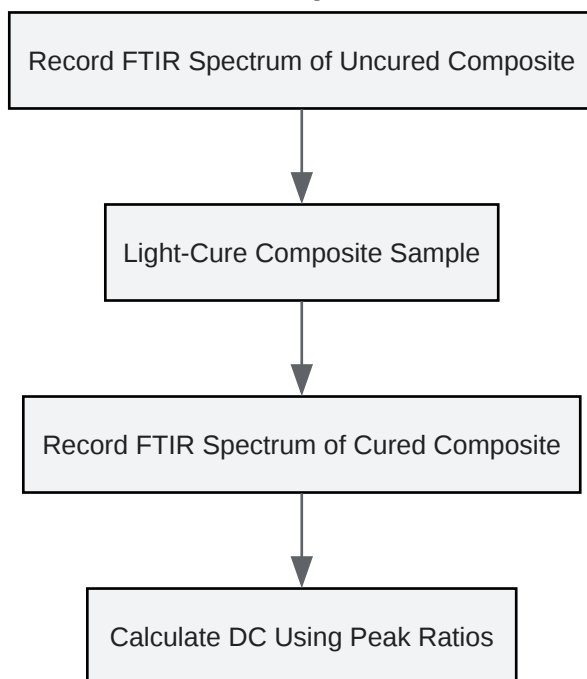 Record FTIR Spectrum of Uncured Composite
Light-Cure Composite Sample
Record FTIR Spectrum of Cured Composite
Calculate DC Using Peak Ratios